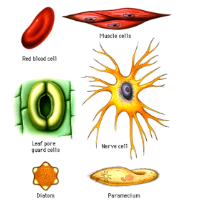 Muscle cells
Red blood cell
Leaf pore
guard cells
Nerve cell
Diatom
Paramecium